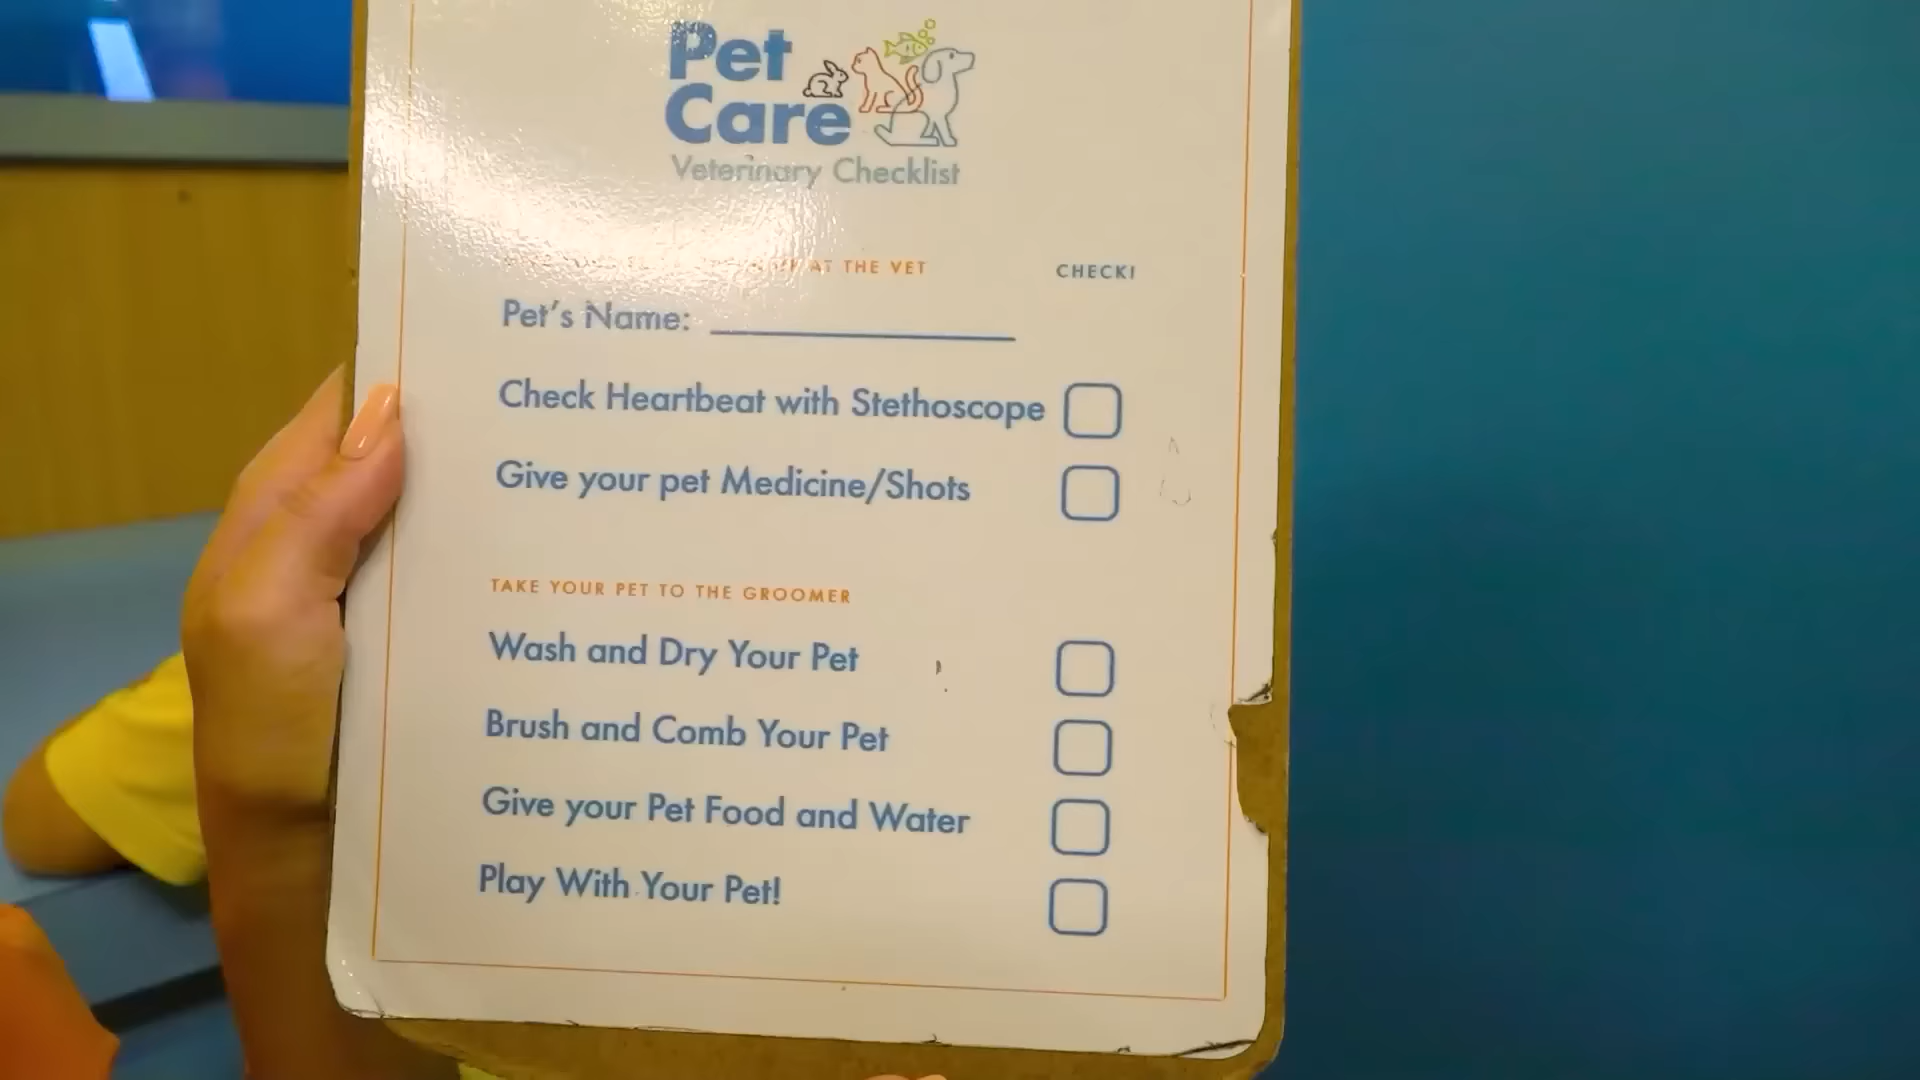 Pet
Care
Veterinary Checklist
AT THE VET
CHECK!
Pet's Name:
Check Heartbeat with Stethoscope
Give your pet Medicine/Shots
TAKE YOUR PET TO THE GROOMER
Wash and Dry Your Pet
Brush and Comb Your Pet
Give your Pet Food and Water
Play With Your Pet!